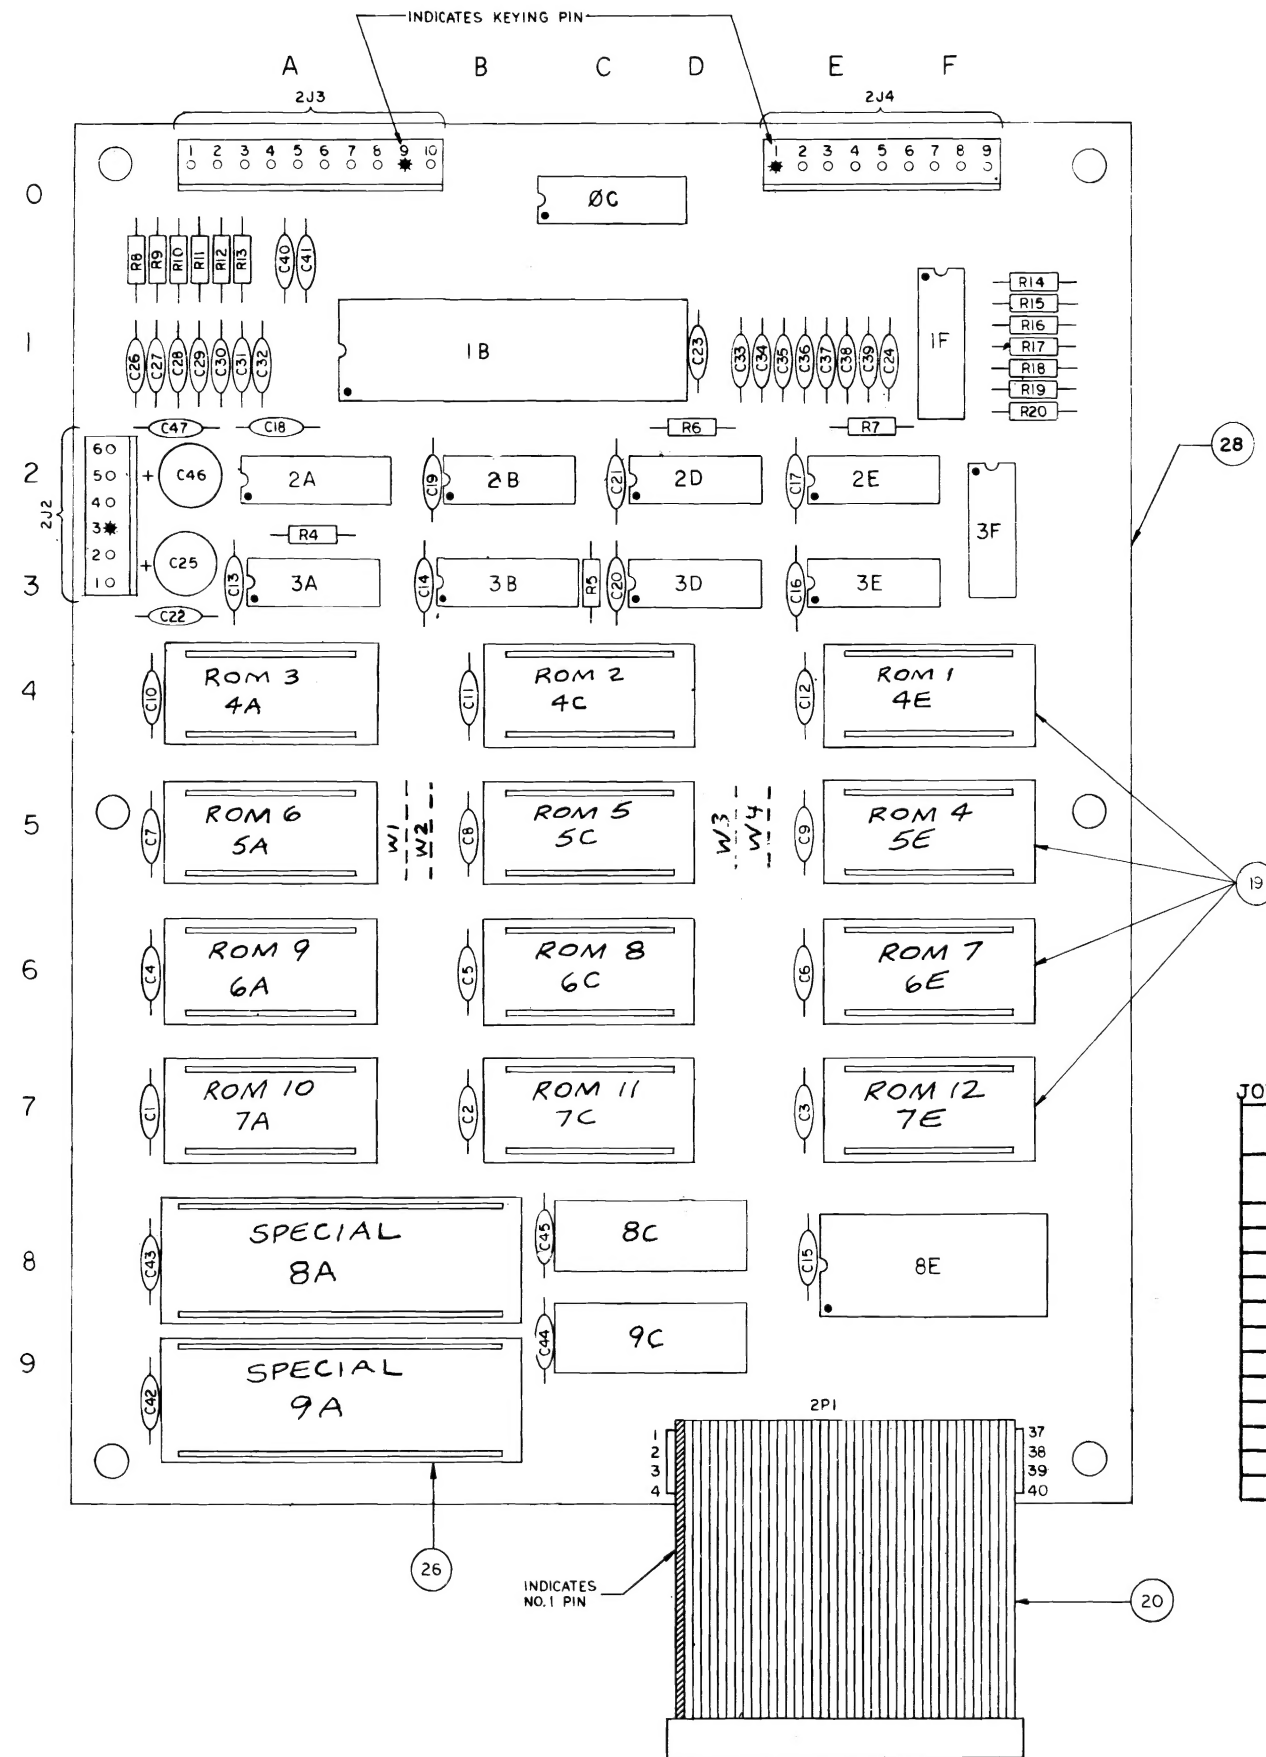 INDICATES KEYING PIN
A B C D E F
2J3 2J4
1 2 3 4 5 6 7 8 9 10
1 2 3 4 5 6 7 8 9
0
ØC
R8 R9 R10 R11 R12 R13 C40 C41
1
1B
1F
R14
R15
R16
R17
R18
R19
R20
C26 C27 C28 C29 C30 C31 C32
C23 C33 C34 C35 C36 C37 C38 C39 C24
C47 C18 R6 R7
2
2J2
6
5
4
3
2
1
+ C46 2A C19 2B C21 2D C17 2E
3F
28
R4
3
+ C25 C13 3A C14 3B R5 C20 3D C16 3E
C22
4
C10 ROM 3 C11 ROM 2 C12 ROM 1
4A 4C 4E
5
C7 ROM 6 W1 W2 C8 ROM 5 W3 W4 C9 ROM 4
5A 5C 5E
19
6
C4 ROM 9 C5 ROM 8 C6 ROM 7
6A 6C 6E
7
C1 ROM 10 C2 ROM 11 C3 ROM 12
7A 7C 7E
JO
8
C43 SPECIAL C45 8C C15 8E
8A
9
C42 SPECIAL C44 9C
9A
2P1
1 37
2 38
3 39
4 40
26
INDICATES
NO. 1 PIN
20